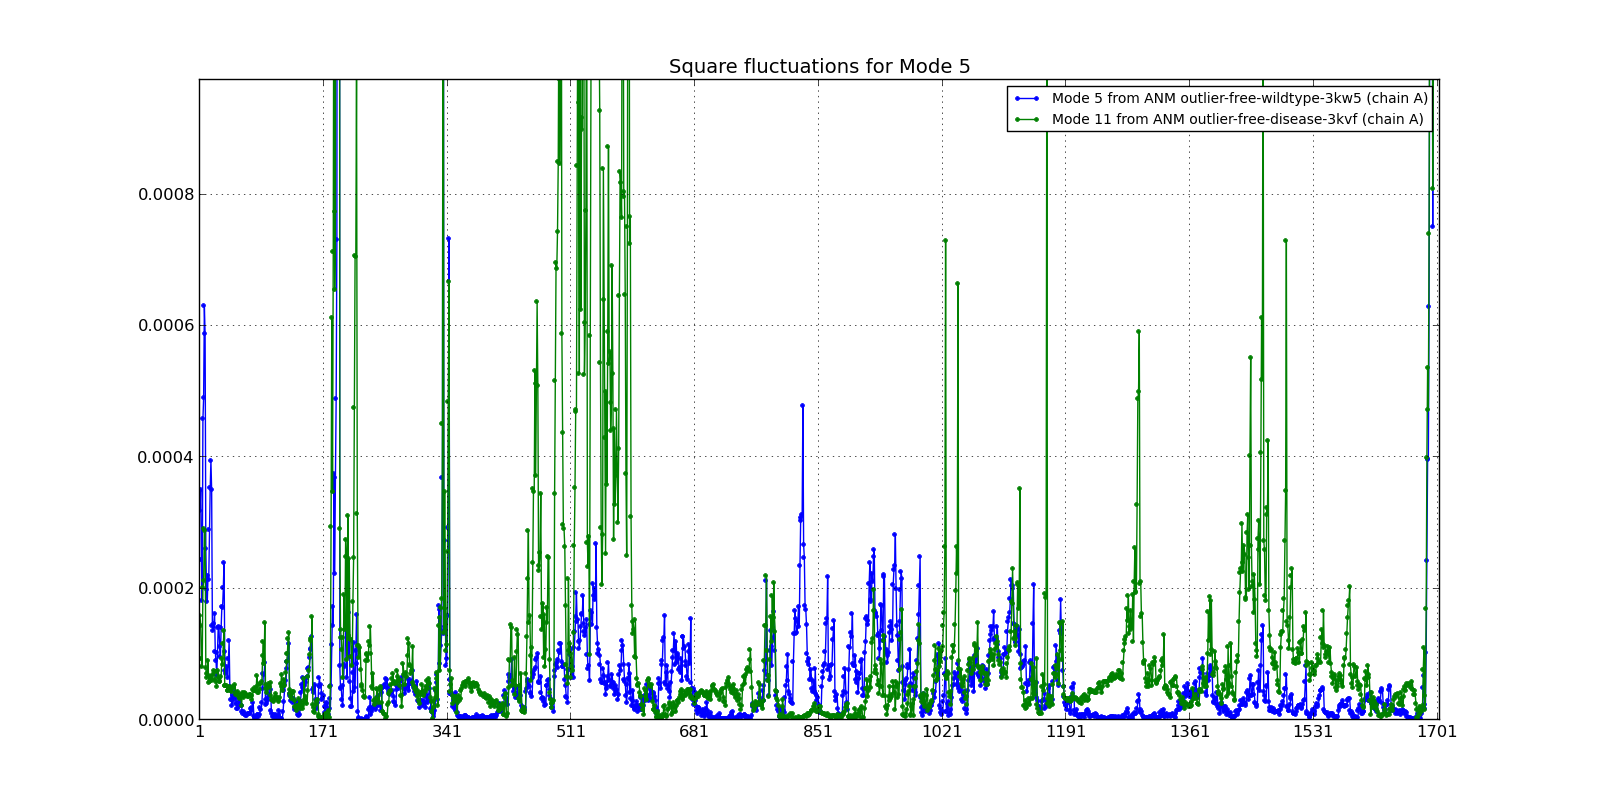 Square fluctuations for Mode 5
Mode 5 from ANM outlier-free-wildtype-3kw5 (chain A)
Mode 11 from ANM outlier-free-disease-3kvf (chain A)
0.0008
0.0006
0.0004
0.0002
0.0000
1 171 341 511 681 851 1021 1191 1361 1531 1701